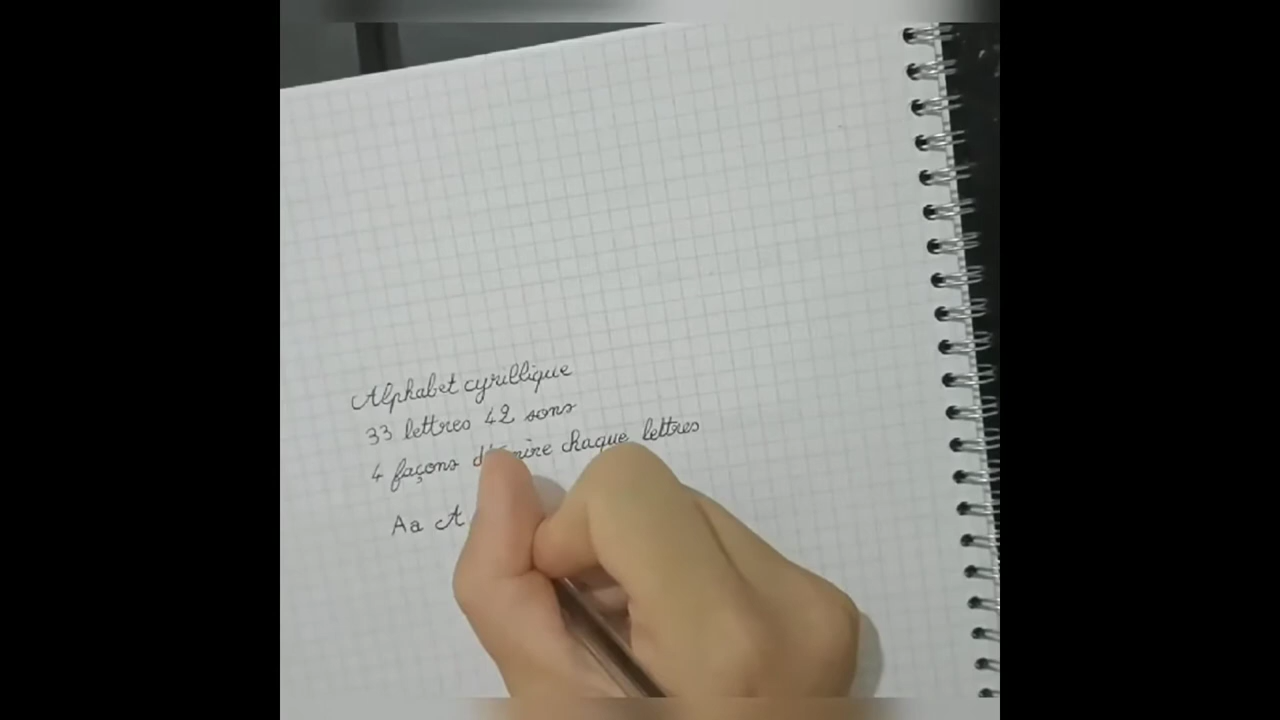 Alphabet cyrillique
33 lettres 42 sons
4 façons chaque lettres
Aa A